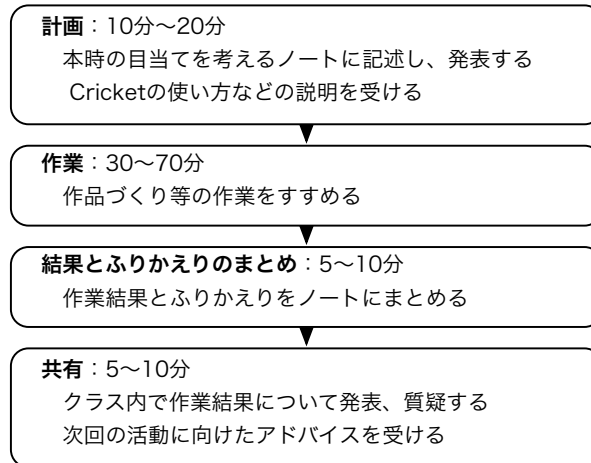 計画：10分～20分
本時の目当てを考えるノートに記述し、発表する
Cricketの使い方などの説明を受ける
作業：30～70分
作品づくり等の作業をすすめる
結果とふりかえりのまとめ：5～10分
作業結果とふりかえりをノートにまとめる
共有：5～10分
クラス内で作業結果について発表、質疑する
次回の活動に向けたアドバイスを受ける